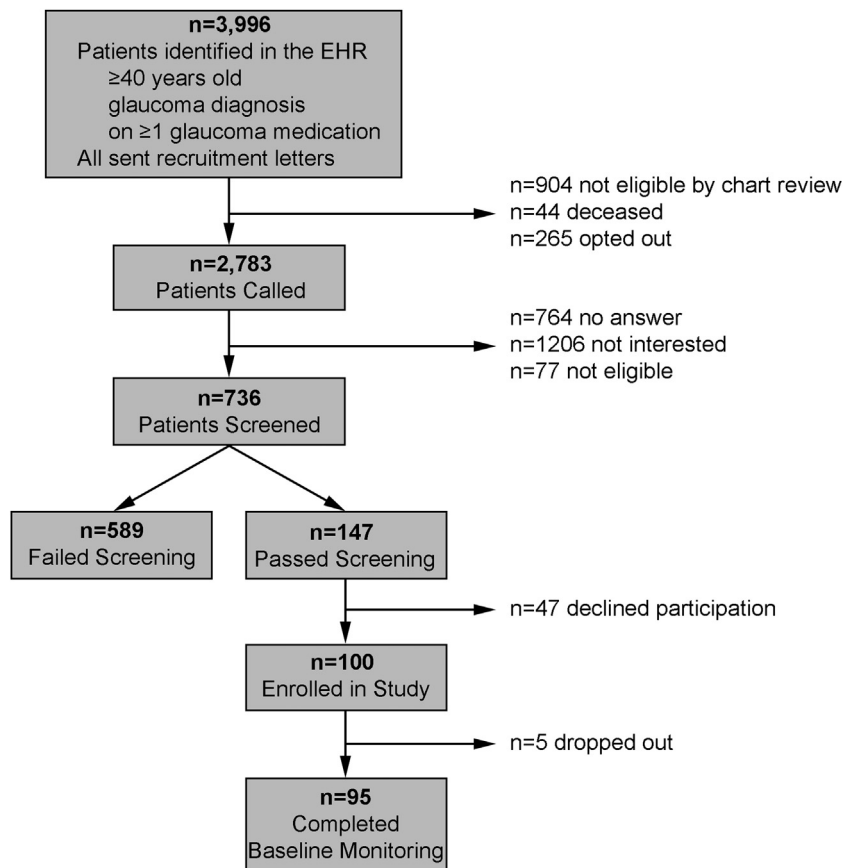 n=3,996
Patients identified in the EHR
≥40 years old
glaucoma diagnosis
on ≥1 glaucoma medication
All sent recruitment letters
n=904 not eligible by chart review
n=44 deceased
n=265 opted out
n=2,783
Patients Called
n=764 no answer
n=1206 not interested
n=77 not eligible
n=736
Patients Screened
n=589
Failed Screening
n=147
Passed Screening
n=47 declined participation
n=100
Enrolled in Study
n=5 dropped out
n=95
Completed
Baseline Monitoring